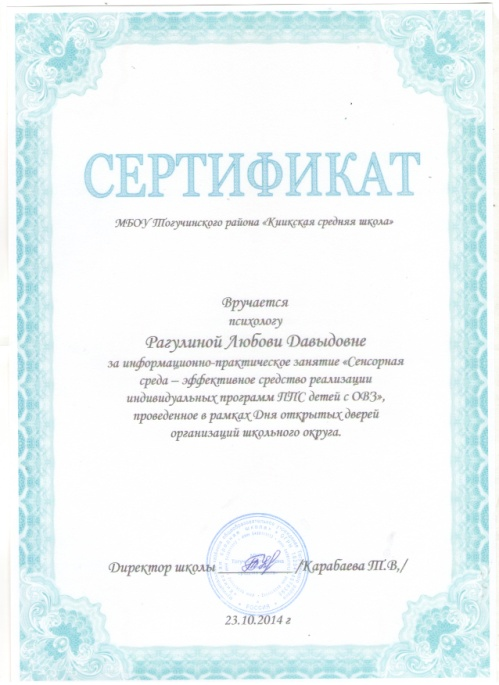 СЕРТИФИКАТ
МБОУ Тогучинского района «Киикская средняя школа»
Вручается
психологу
Рагулиной Любови Давыдовне
за информационно-практическое занятие «Сенсорная
среда – эффективное средство реализации
индивидуальных программ ППС детей с ОВЗ»,
проведенное в рамках Дня открытых дверей
организаций школьного округа.
Директор школы /Карабаева Т.В,/
РОССИЯ
23.10.2014 г